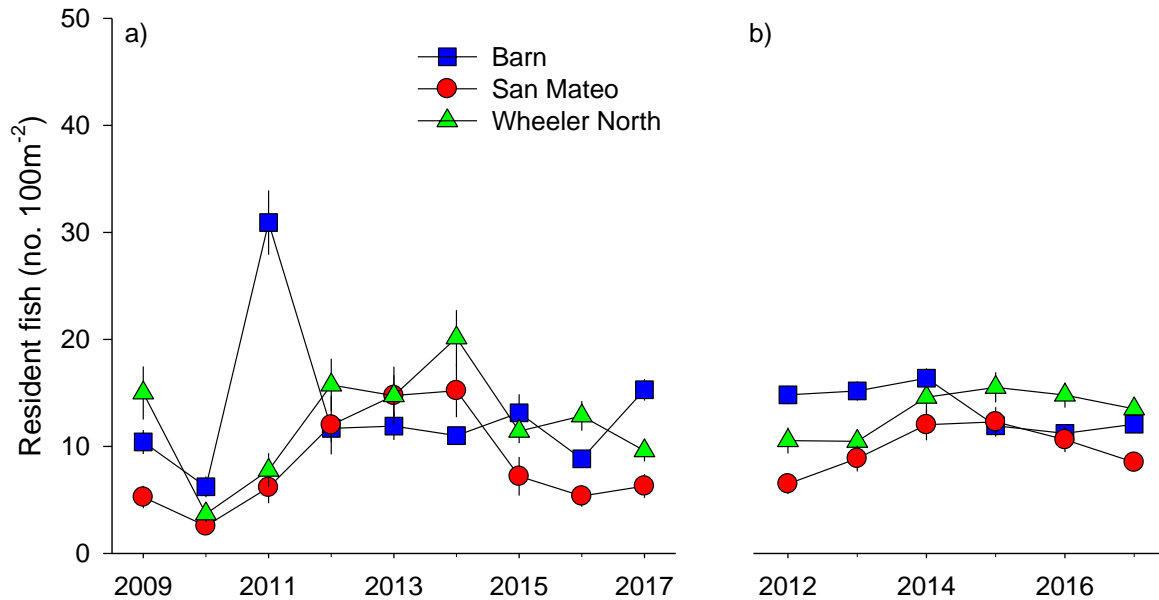 Resident fish (no. 100m-2)
50
40
30
20
10
0
a)
Barn
San Mateo
Wheeler North
b)
2009 2011 2013 2015 2017
2012 2014 2016